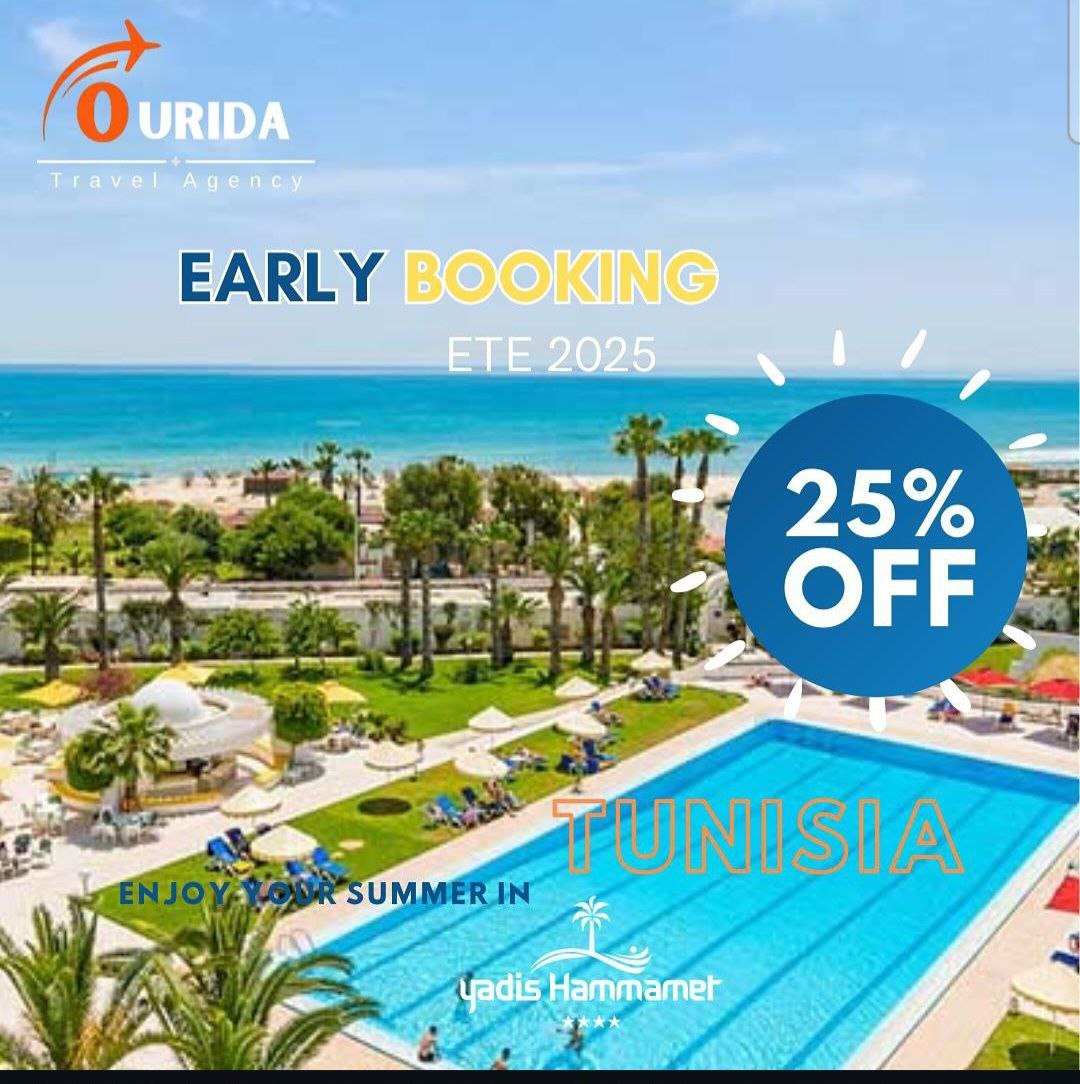 OURIDA
Travel Agency
EARLY BOOKING
ETE 2025
25%
OFF
TUNISIA
ENJOY YOUR SUMMER IN
yadis Hammamet